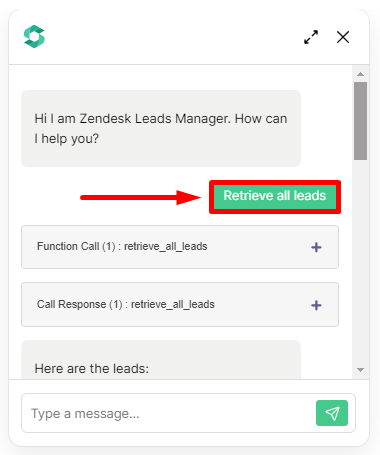 Hi I am Zendesk Leads Manager. How can
I help you?
Retrieve all leads
Function Call (1) : retrieve_all_leads
Call Response (1) : retrieve_all_leads
Here are the leads:
Type a message...